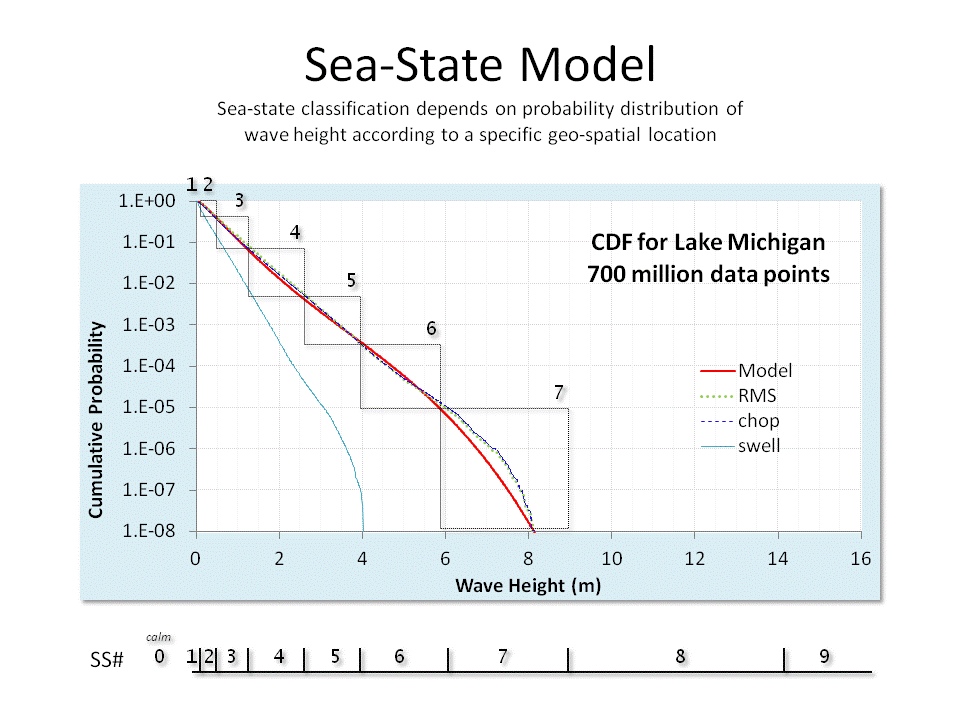 Sea-State Model
Sea-state classification depends on probability distribution of
wave height according to a specific geo-spatial location
1 2 3 4 5 6 7
1.E+00
1.E-01
1.E-02
1.E-03
1.E-04
1.E-05
1.E-06
1.E-07
1.E-08
Cumulative Probability
CDF for Lake Michigan
700 million data points
Model
RMS
chop
swell
0 2 4 6 8 10 12 14 16
Wave Height (m)
calm
SS# 0 1 2 3 4 5 6 7 8 9